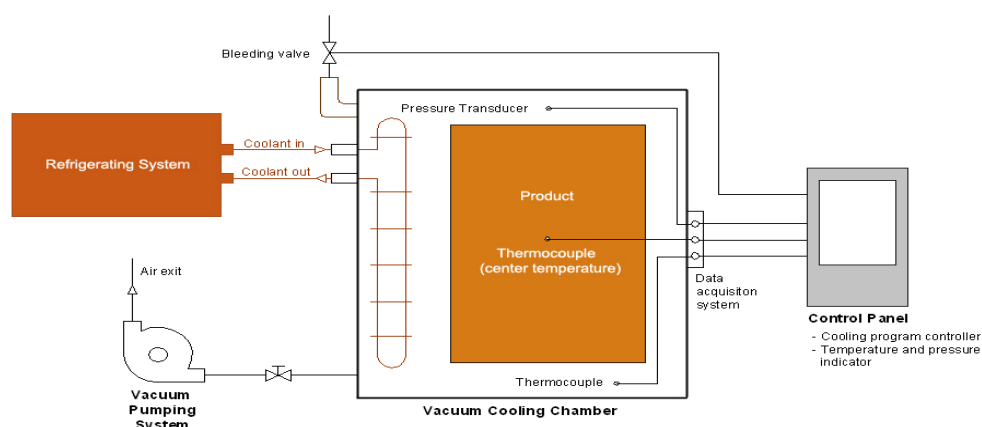 Bleeding valve
Pressure Transducer
Coolant in
Refrigerating System
Coolant out
Product
Thermocouple
(center temperature)
Air exit
Data
acquisiton
system
Control Panel
- Cooling program controller
- Temperature and pressure
indicator
Thermocouple
Vacuum Cooling Chamber
Vacuum
Pumping
System